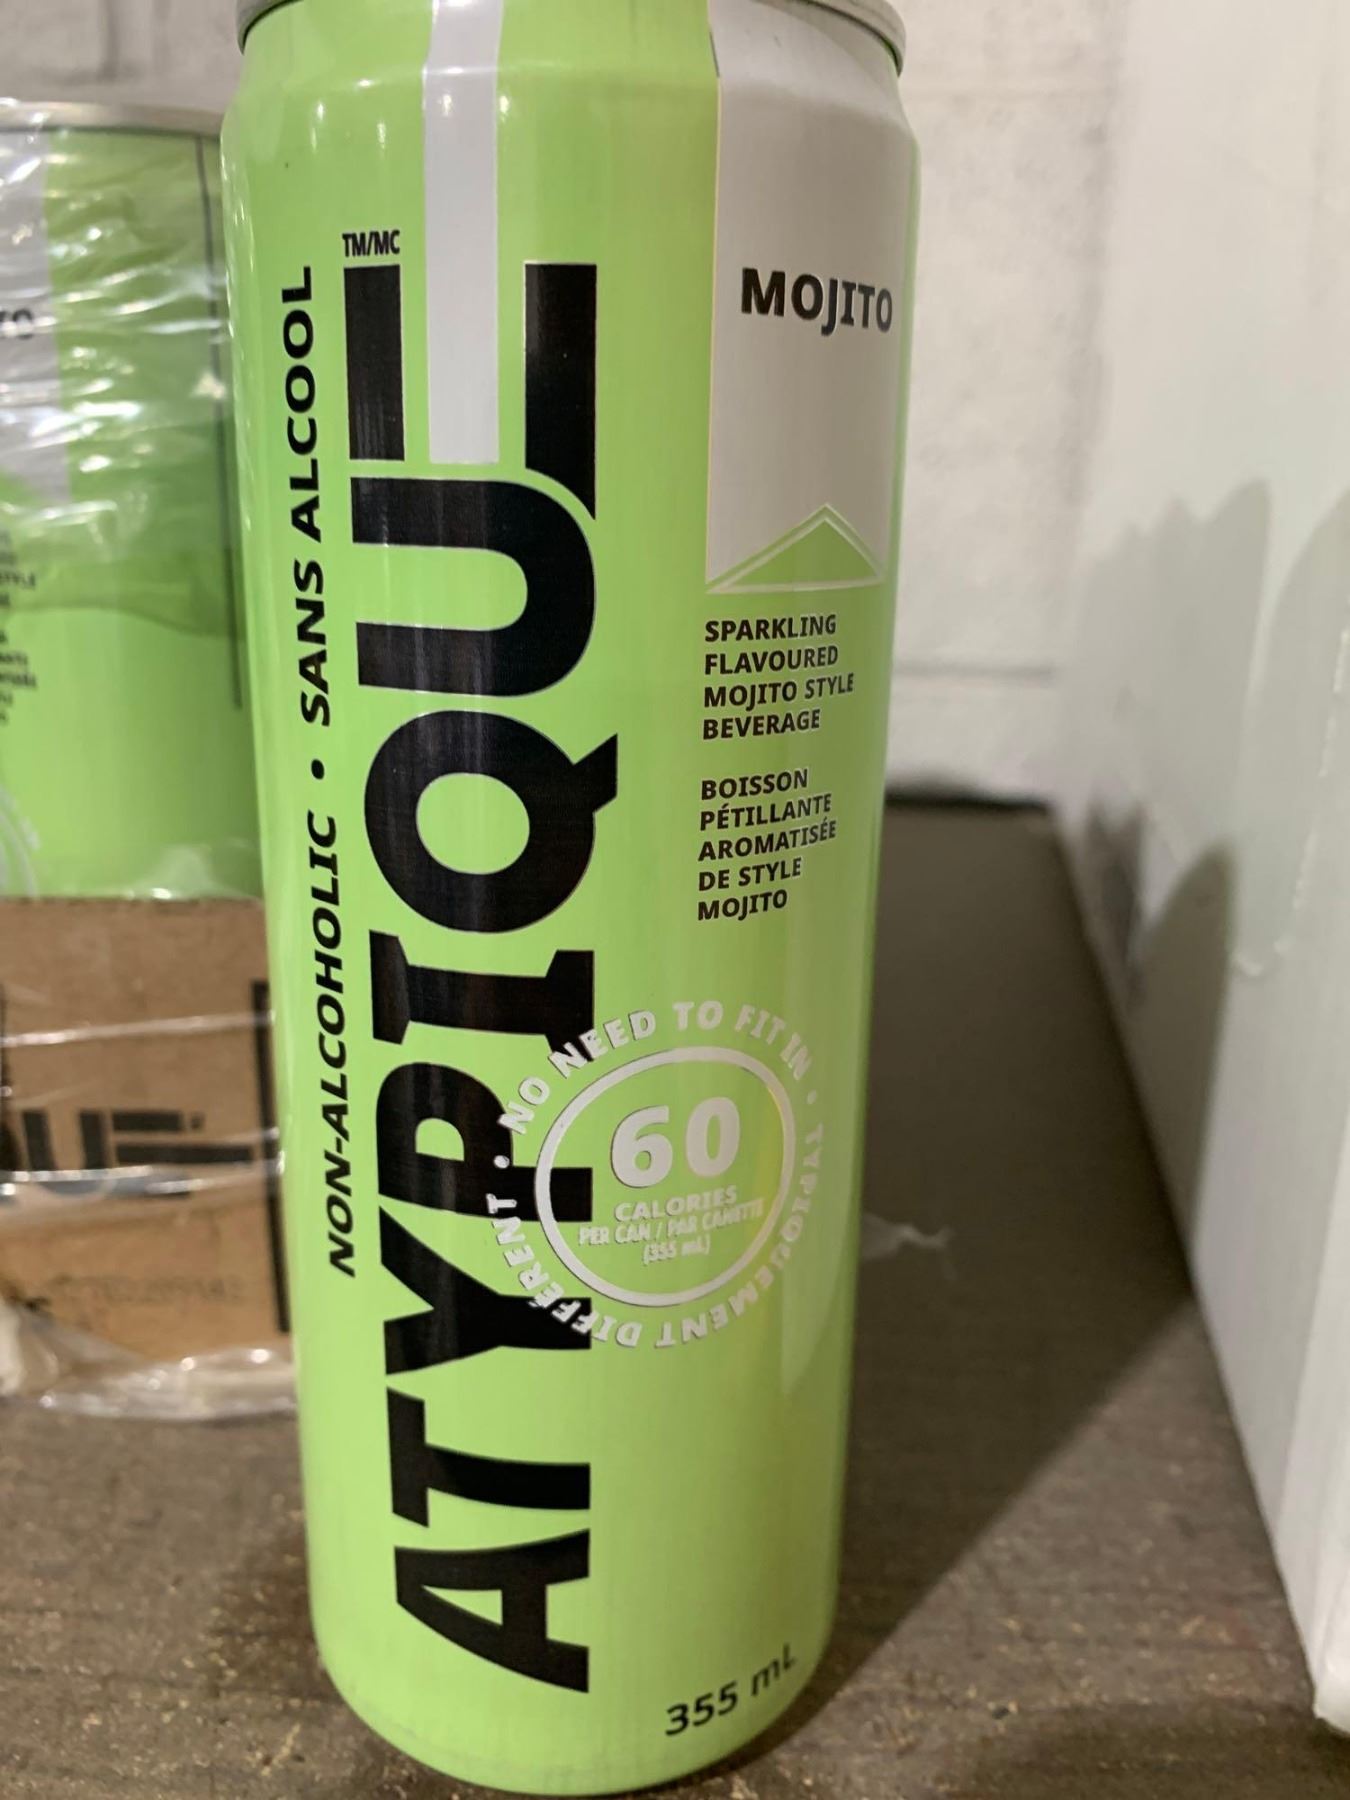 MOJITO
TM/MC
ATYPIQUE
NON-ALCOHOLIC • SANS ALCOOL
SPARKLING
FLAVOURED
MOJITO STYLE
BEVERAGE
BOISSON
PÉTILLANTE
AROMATISÉE
DE STYLE
MOJITO
NO NEED TO FIT IN • TYPIQUEMENT DIFFÉRENT •
60
CALORIES
PER CAN / PAR CANETTE
(355 mL)
355 mL